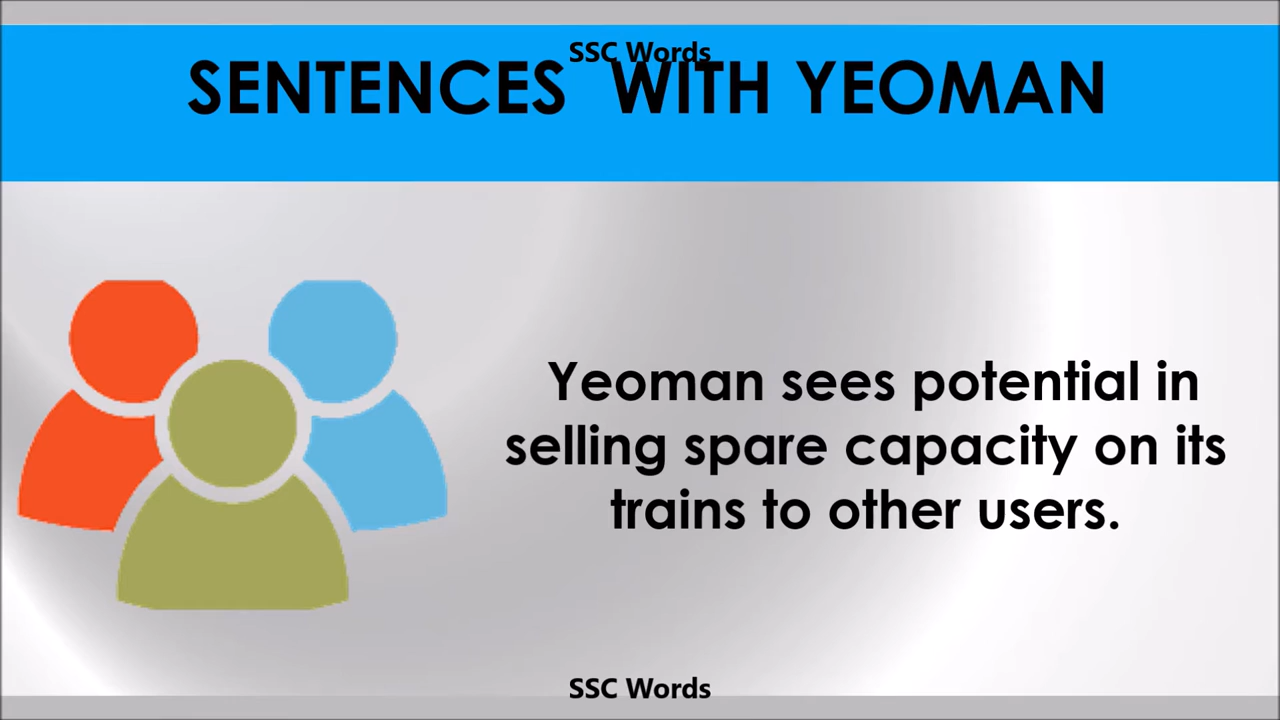 SSC Words
SENTENCES WITH YEOMAN
Yeoman sees potential in
selling spare capacity on its
trains to other users.
SSC Words